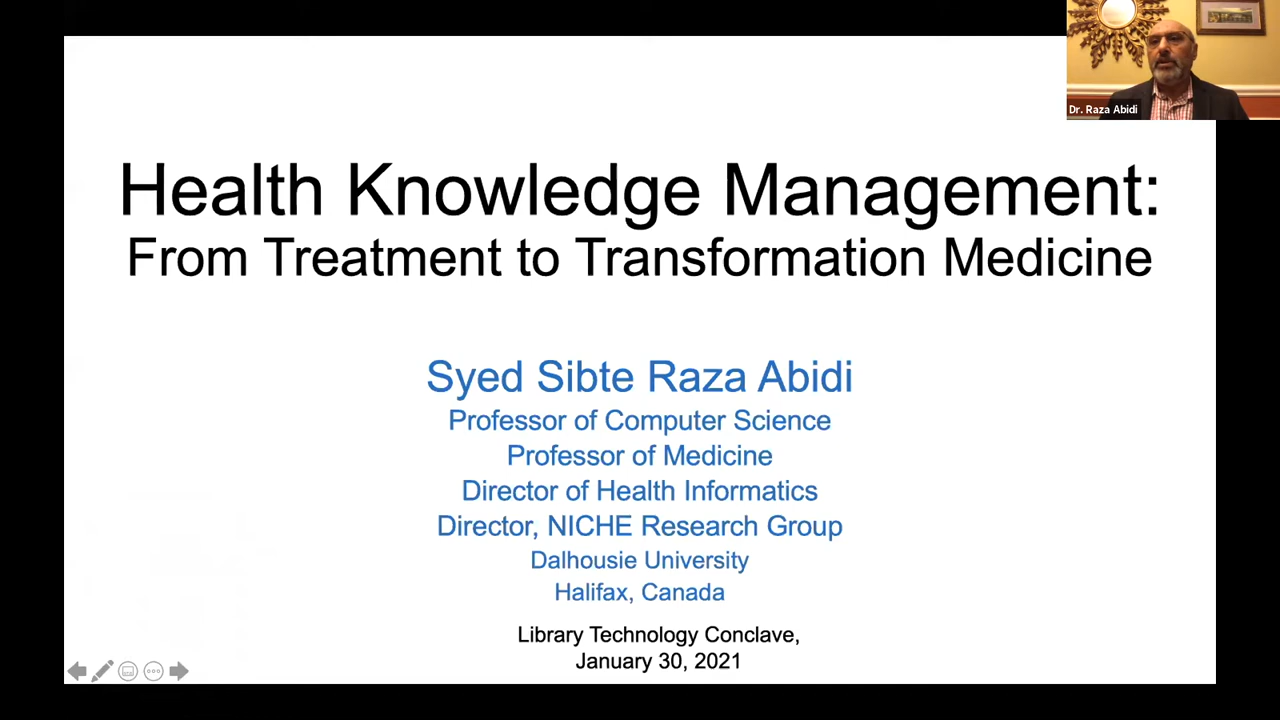 Dr. Raza Abidi
Health Knowledge Management:
From Treatment to Transformation Medicine
Syed Sibte Raza Abidi
Professor of Computer Science
Professor of Medicine
Director of Health Informatics
Director, NICHE Research Group
Dalhousie University
Halifax, Canada
Library Technology Conclave,
January 30, 2021